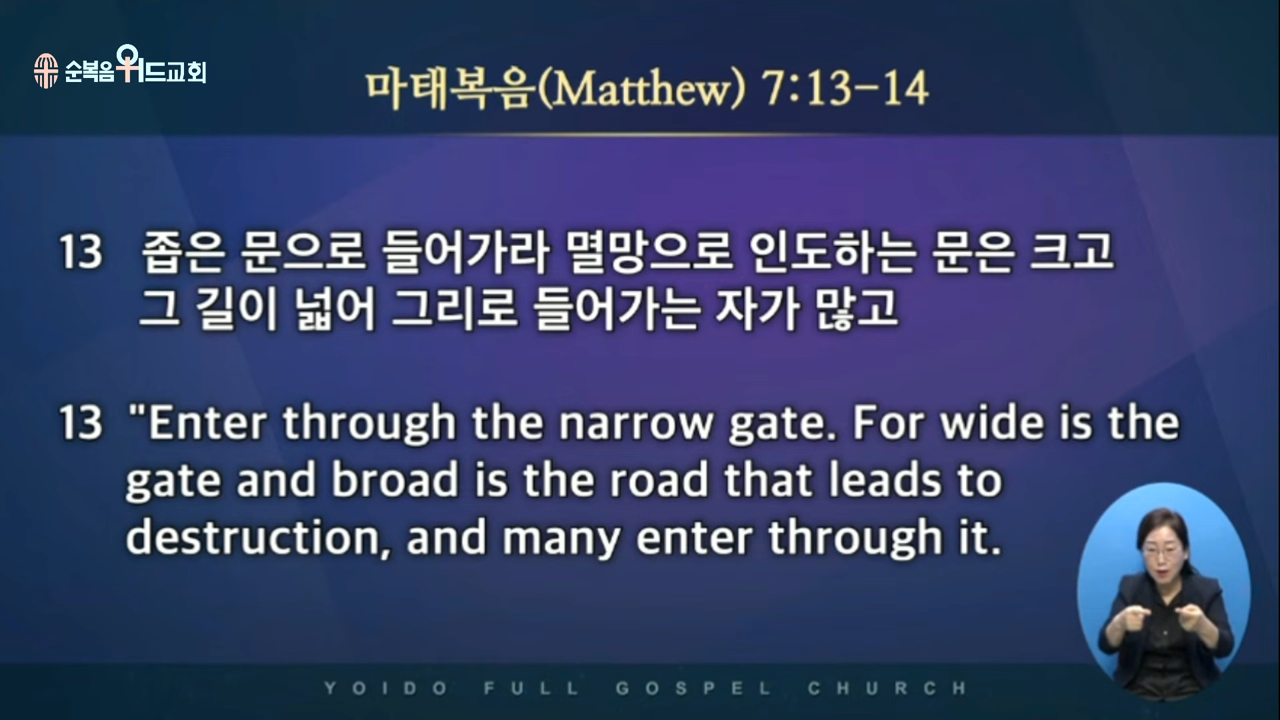 순복음위드교회
마태복음(Matthew) 7:13-14
13 좁은 문으로 들어가라 멸망으로 인도하는 문은 크고
그 길이 넓어 그리로 들어가는 자가 많고
13 "Enter through the narrow gate. For wide is the
gate and broad is the road that leads to
destruction, and many enter through it.
YOIDO FULL GOSPEL CHURCH